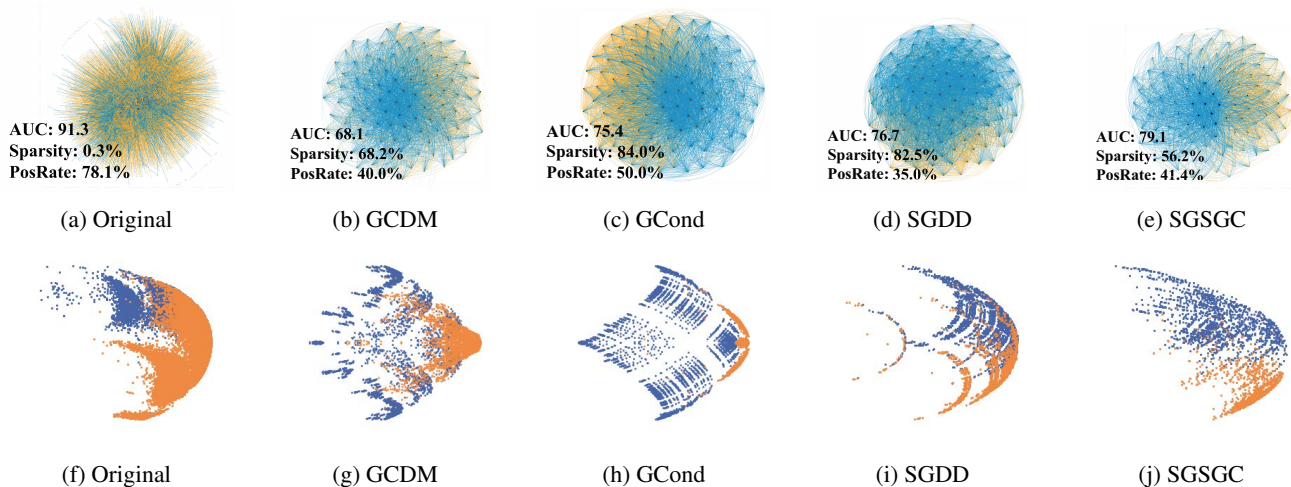 AUC: 91.3
Sparsity: 0.3%
PosRate: 78.1%
AUC: 68.1
Sparsity: 68.2%
PosRate: 40.0%
AUC: 75.4
Sparsity: 84.0%
PosRate: 50.0%
AUC: 76.7
Sparsity: 82.5%
PosRate: 35.0%
AUC: 79.1
Sparsity: 56.2%
PosRate: 41.4%
(a) Original
(b) GCDM
(c) GCond
(d) SGDD
(e) SGSGC
(f) Original
(g) GCDM
(h) GCond
(i) SGDD
(j) SGSGC